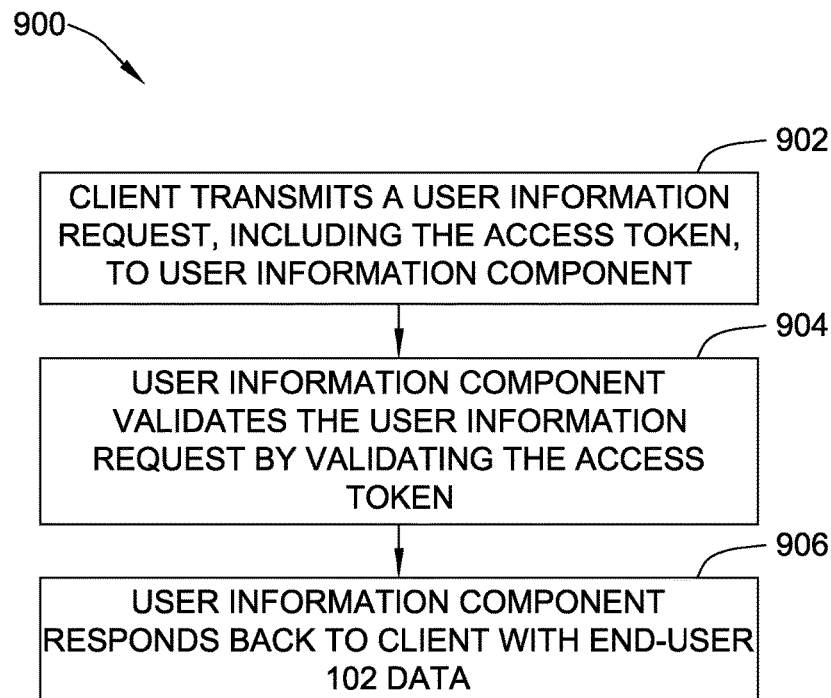 900
902
CLIENT TRANSMITS A USER INFORMATION
REQUEST, INCLUDING THE ACCESS TOKEN,
TO USER INFORMATION COMPONENT
904
USER INFORMATION COMPONENT
VALIDATES THE USER INFORMATION
REQUEST BY VALIDATING THE ACCESS
TOKEN
906
USER INFORMATION COMPONENT
RESPONDS BACK TO CLIENT WITH END-USER
102 DATA